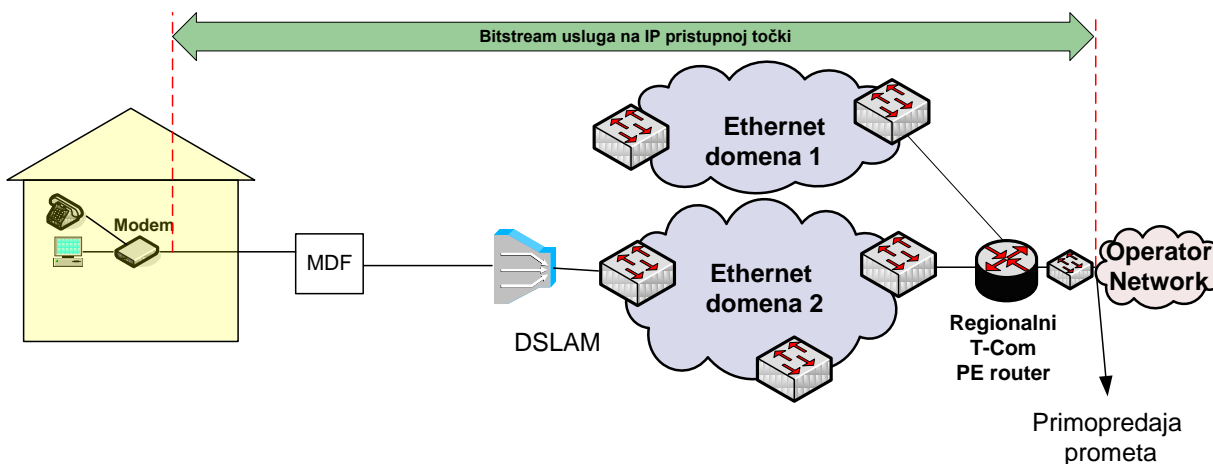 Bitstream usluga na IP pristupnoj točki
Ethernet
domena 1
Modem
MDF
DSLAM
Ethernet
domena 2
Regionalni
T-Com
PE router
Operator
Network
Primopredaja
prometa